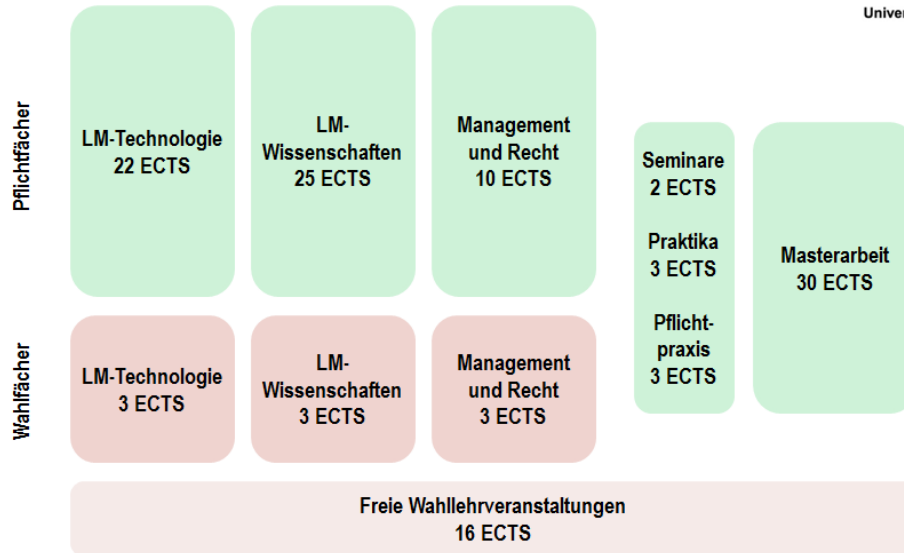 Univer
Pflichtfächer
LM-Technologie
22 ECTS
LM-
Wissenschaften
25 ECTS
Management
und Recht
10 ECTS
Seminare
2 ECTS
Praktika
3 ECTS
Pflicht-
praxis
3 ECTS
Masterarbeit
30 ECTS
Wahlfächer
LM-Technologie
3 ECTS
LM-
Wissenschaften
3 ECTS
Management
und Recht
3 ECTS
Freie Wahllehrveranstaltungen
16 ECTS